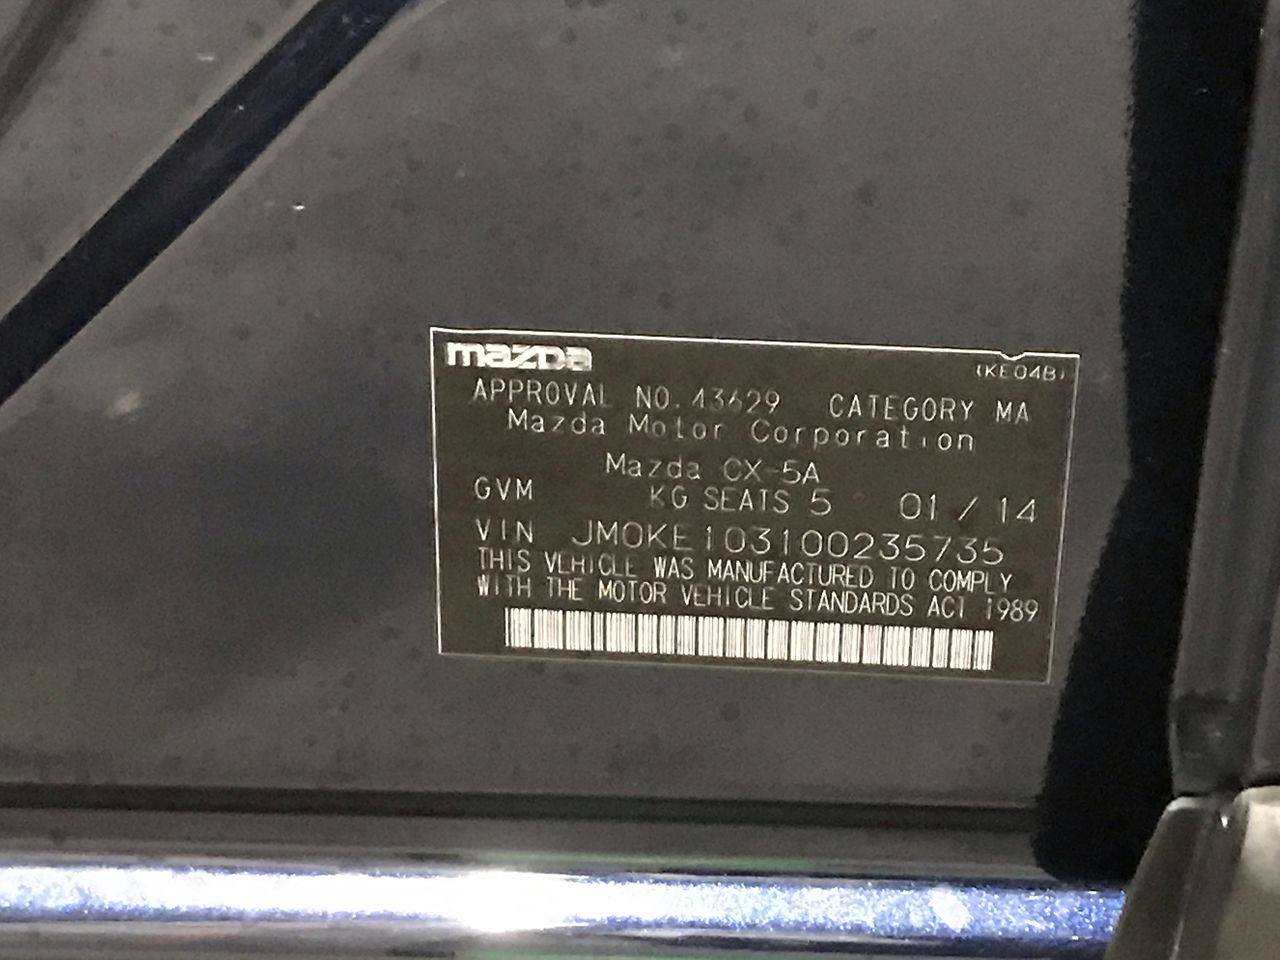 mazda (KE04B)
APPROVAL NO. 43629 CATEGORY MA
Mazda Motor Corporation
Mazda CX-5A
GVM KG SEATS 5 01 / 14
VIN JM0KE103100235735
THIS VEHICLE WAS MANUFACTURED TO COMPLY
WITH THE MOTOR VEHICLE STANDARDS ACT 1989